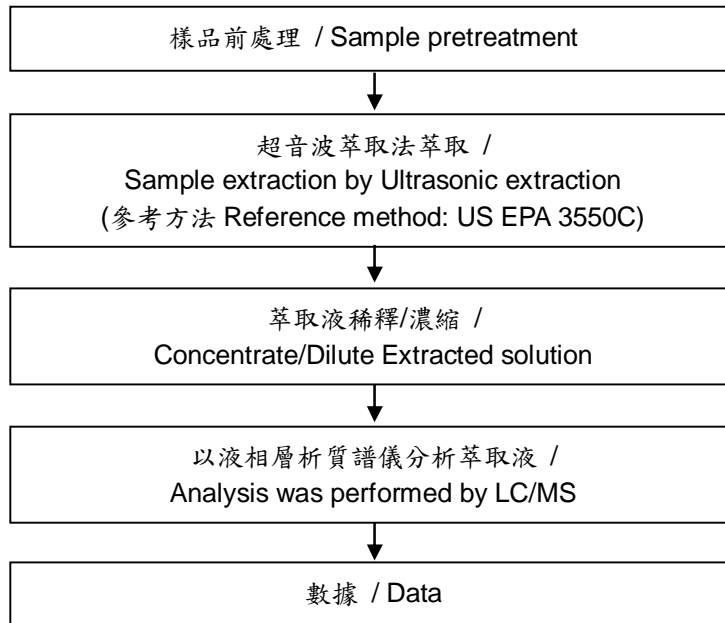 樣品前處理 / Sample pretreatment
超音波萃取法萃取 /
Sample extraction by Ultrasonic extraction
(參考方法 Reference method: US EPA 3550C)
萃取液稀釋/濃縮 /
Concentrate/Dilute Extracted solution
以液相層析質譜儀分析萃取液 /
Analysis was performed by LC/MS
數據 / Data